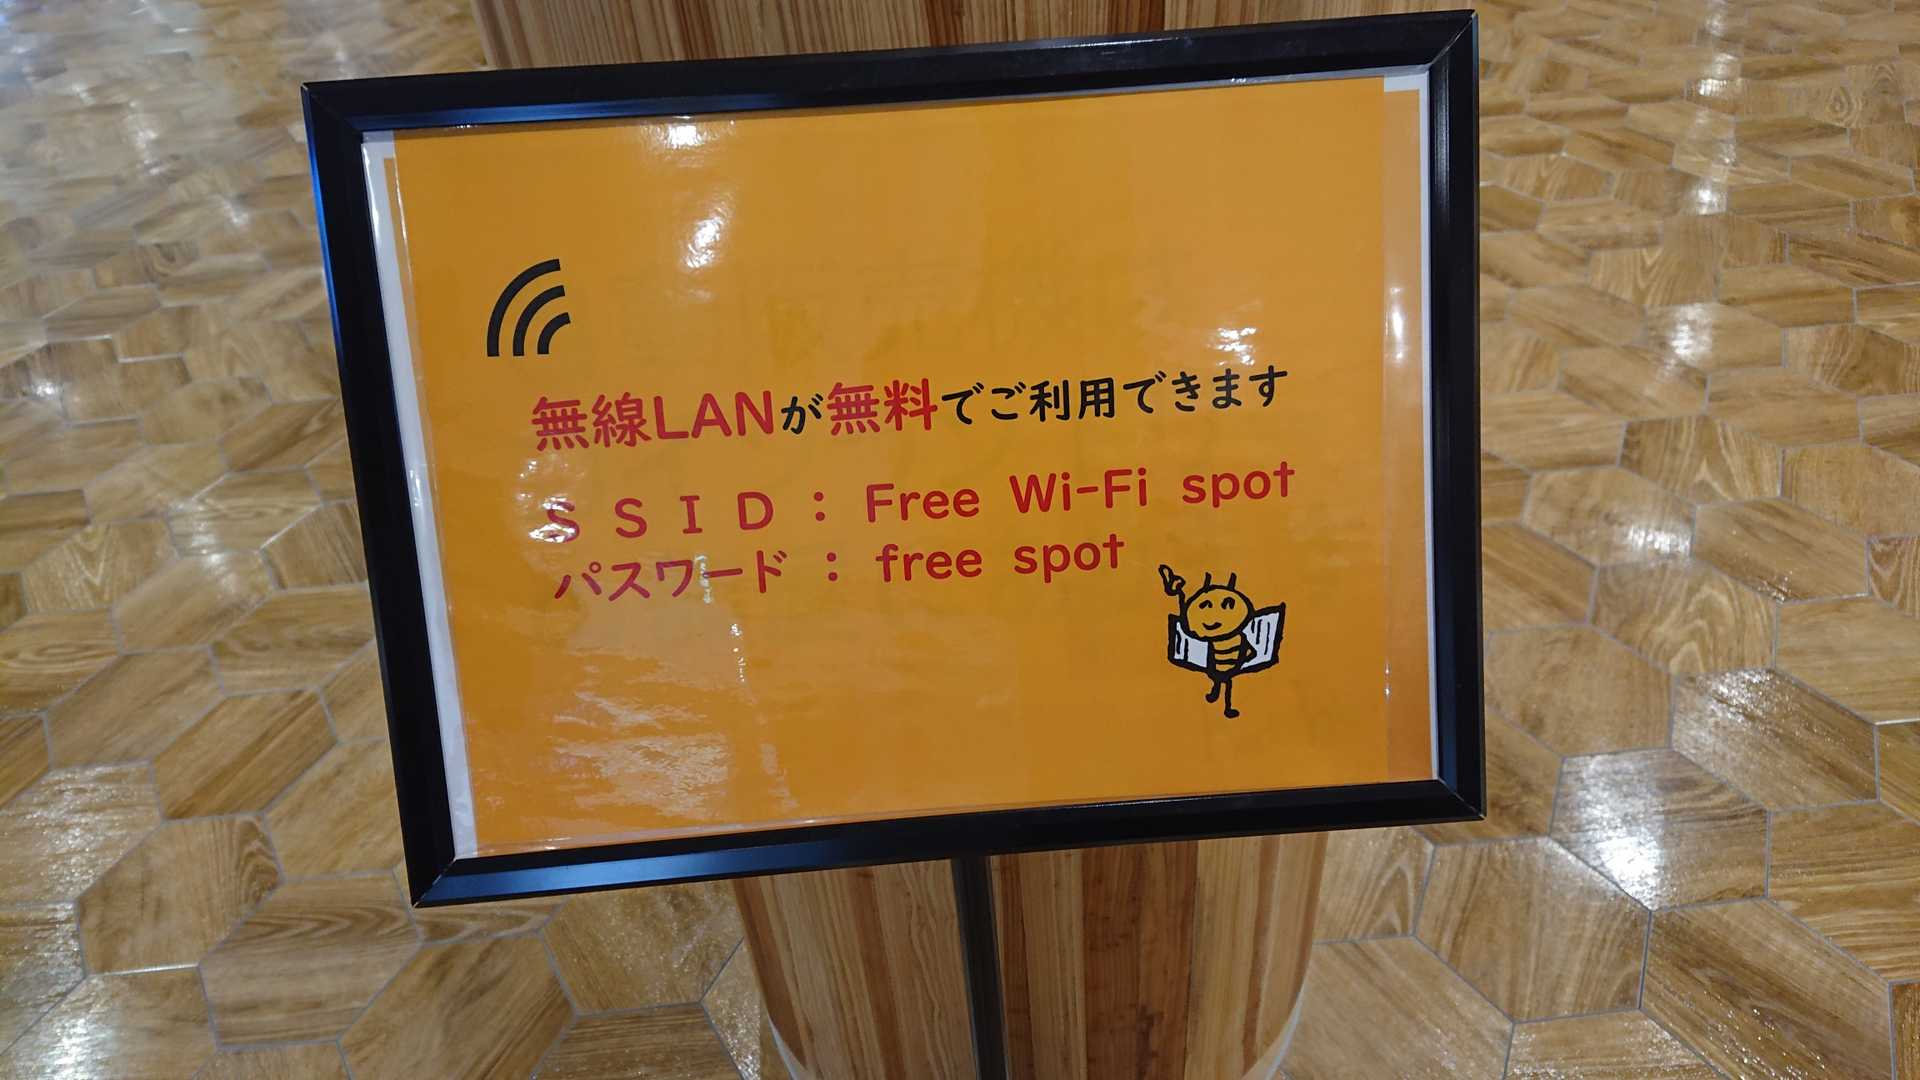 無線LANが無料でご利用できます
ＳＳＩＤ：Free Wi-Fi spot
パスワード：free spot